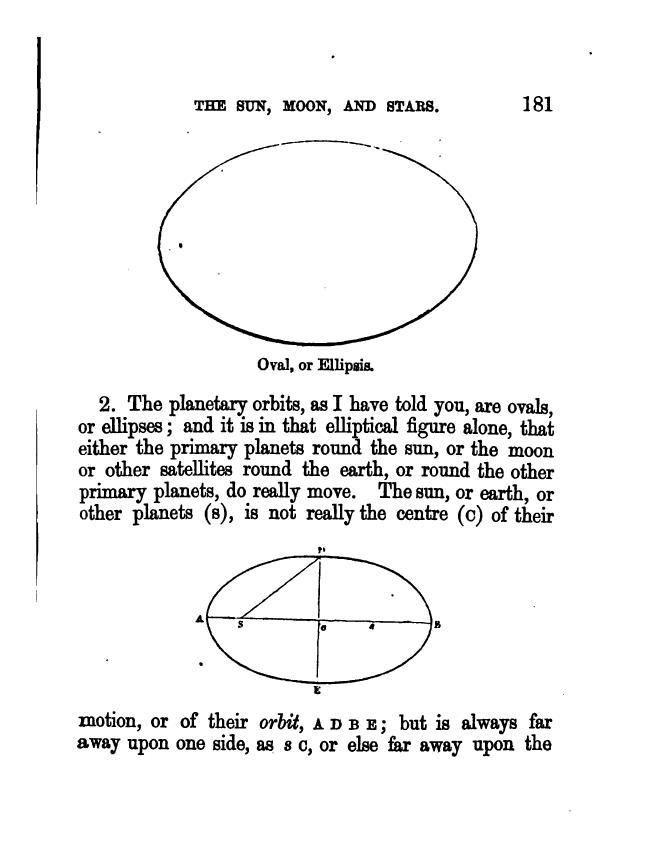 THE SUN, MOON, AND STARS. 181
Oval, or Ellipsis.
2. The planetary orbits, as I have told you, are ovals,
or ellipses; and it is in that elliptical figure alone, that
either the primary planets round the sun, or the moon
or other satellites round the earth, or round the other
primary planets, do really move. The sun, or earth, or
other planets (s), is not really the centre (c) of their
A S B
E
motion, or of their orbit, A D B E; but is always far
away upon one side, as s c, or else far away upon the